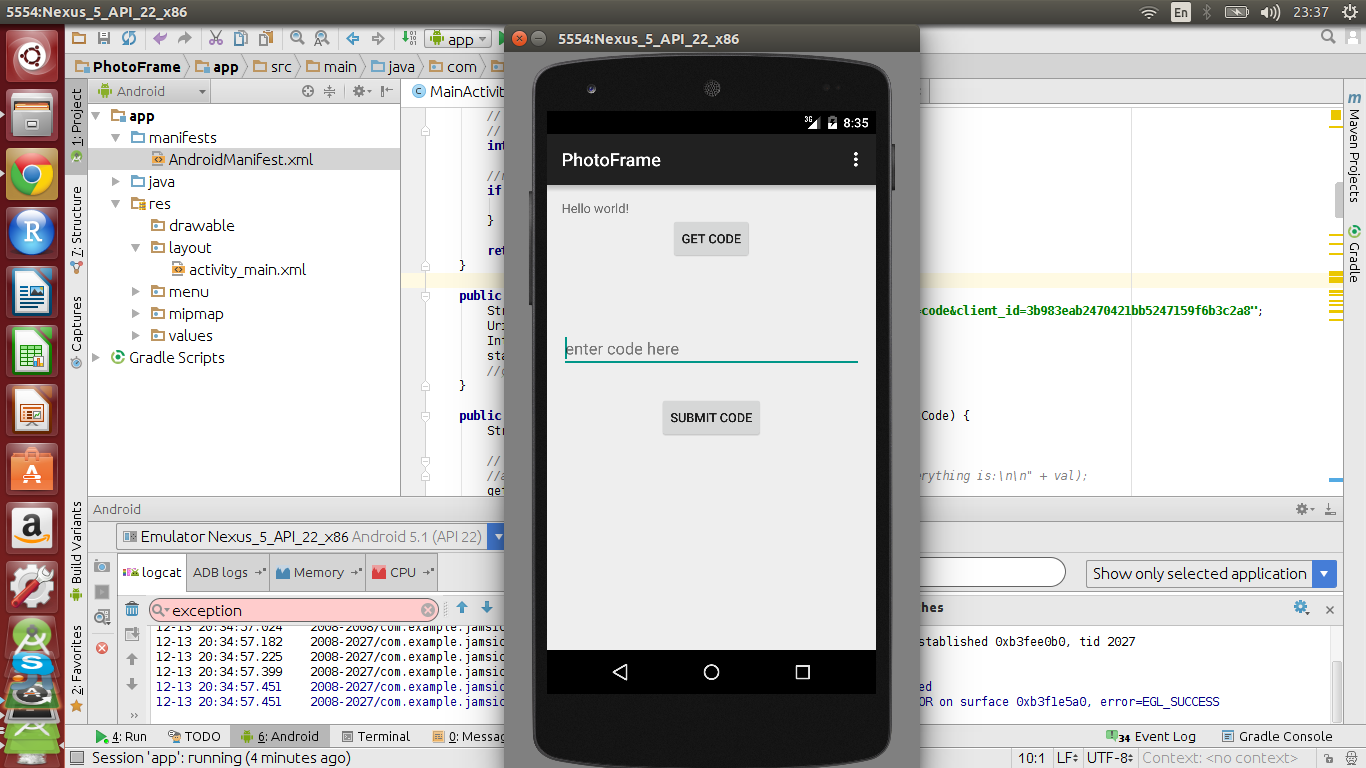 5554:Nexus_5_API_22_x86
En
23:37
app
5554:Nexus_5_API_22_x86
PhotoFrame
app
src
main
java
com
Android
MainActivi
1: Project
7: Structure
Captures
Build Variants
2: Favorites
app
manifests
AndroidManifest.xml
java
res
drawable
layout
activity_main.xml
menu
mipmap
values
Gradle Scripts
//
//
int
if
}
ret
}
public
Str
Uri
Int
sta
}
public
Str
//
get
=code&client_id=3b983eab2470421bb5247159f6b3c2a8";
Code) {
erything is:\n\n" + val);
Maven Projects
Gradle
3G
8:35
PhotoFrame
Hello world!
GET CODE
enter code here
SUBMIT CODE
Android
Emulator Nexus_5_API_22_x86 Android 5.1 (API 22)
logcat
ADB logs
Memory
CPU
Show only selected application
exception
hes
12-13 20:34:57.024 2008-2008/com.example.jamsic
12-13 20:34:57.182 2008-2027/com.example.jamsic
stablished 0xb3fee0b0, tid 2027
12-13 20:34:57.225 2008-2027/com.example.jamsic
12-13 20:34:57.399 2008-2027/com.example.jamsic
12-13 20:34:57.451 2008-2027/com.example.jamsic
ed
12-13 20:34:57.451 2008-2027/com.example.jamsic
OR on surface 0xb3f1e5a0, error=EGL_SUCCESS
4: Run
TODO
6: Android
Terminal
0: Messag
34 Event Log
Gradle Console
Session 'app': running (4 minutes ago)
10:1
LF
UTF-8
Context: <no context>